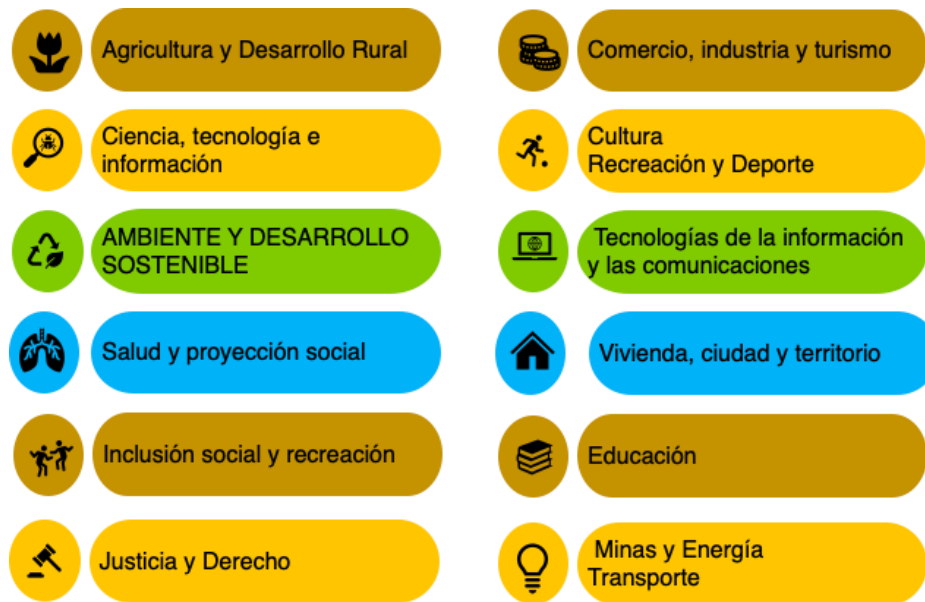 Agricultura y Desarrollo Rural
Comercio, industria y turismo
Ciencia, tecnología e
información
Cultura
Recreación y Deporte
AMBIENTE Y DESARROLLO
SOSTENIBLE
Tecnologías de la información
y las comunicaciones
Salud y proyección social
Vivienda, ciudad y territorio
Inclusión social y recreación
Educación
Justicia y Derecho
Minas y Energía
Transporte